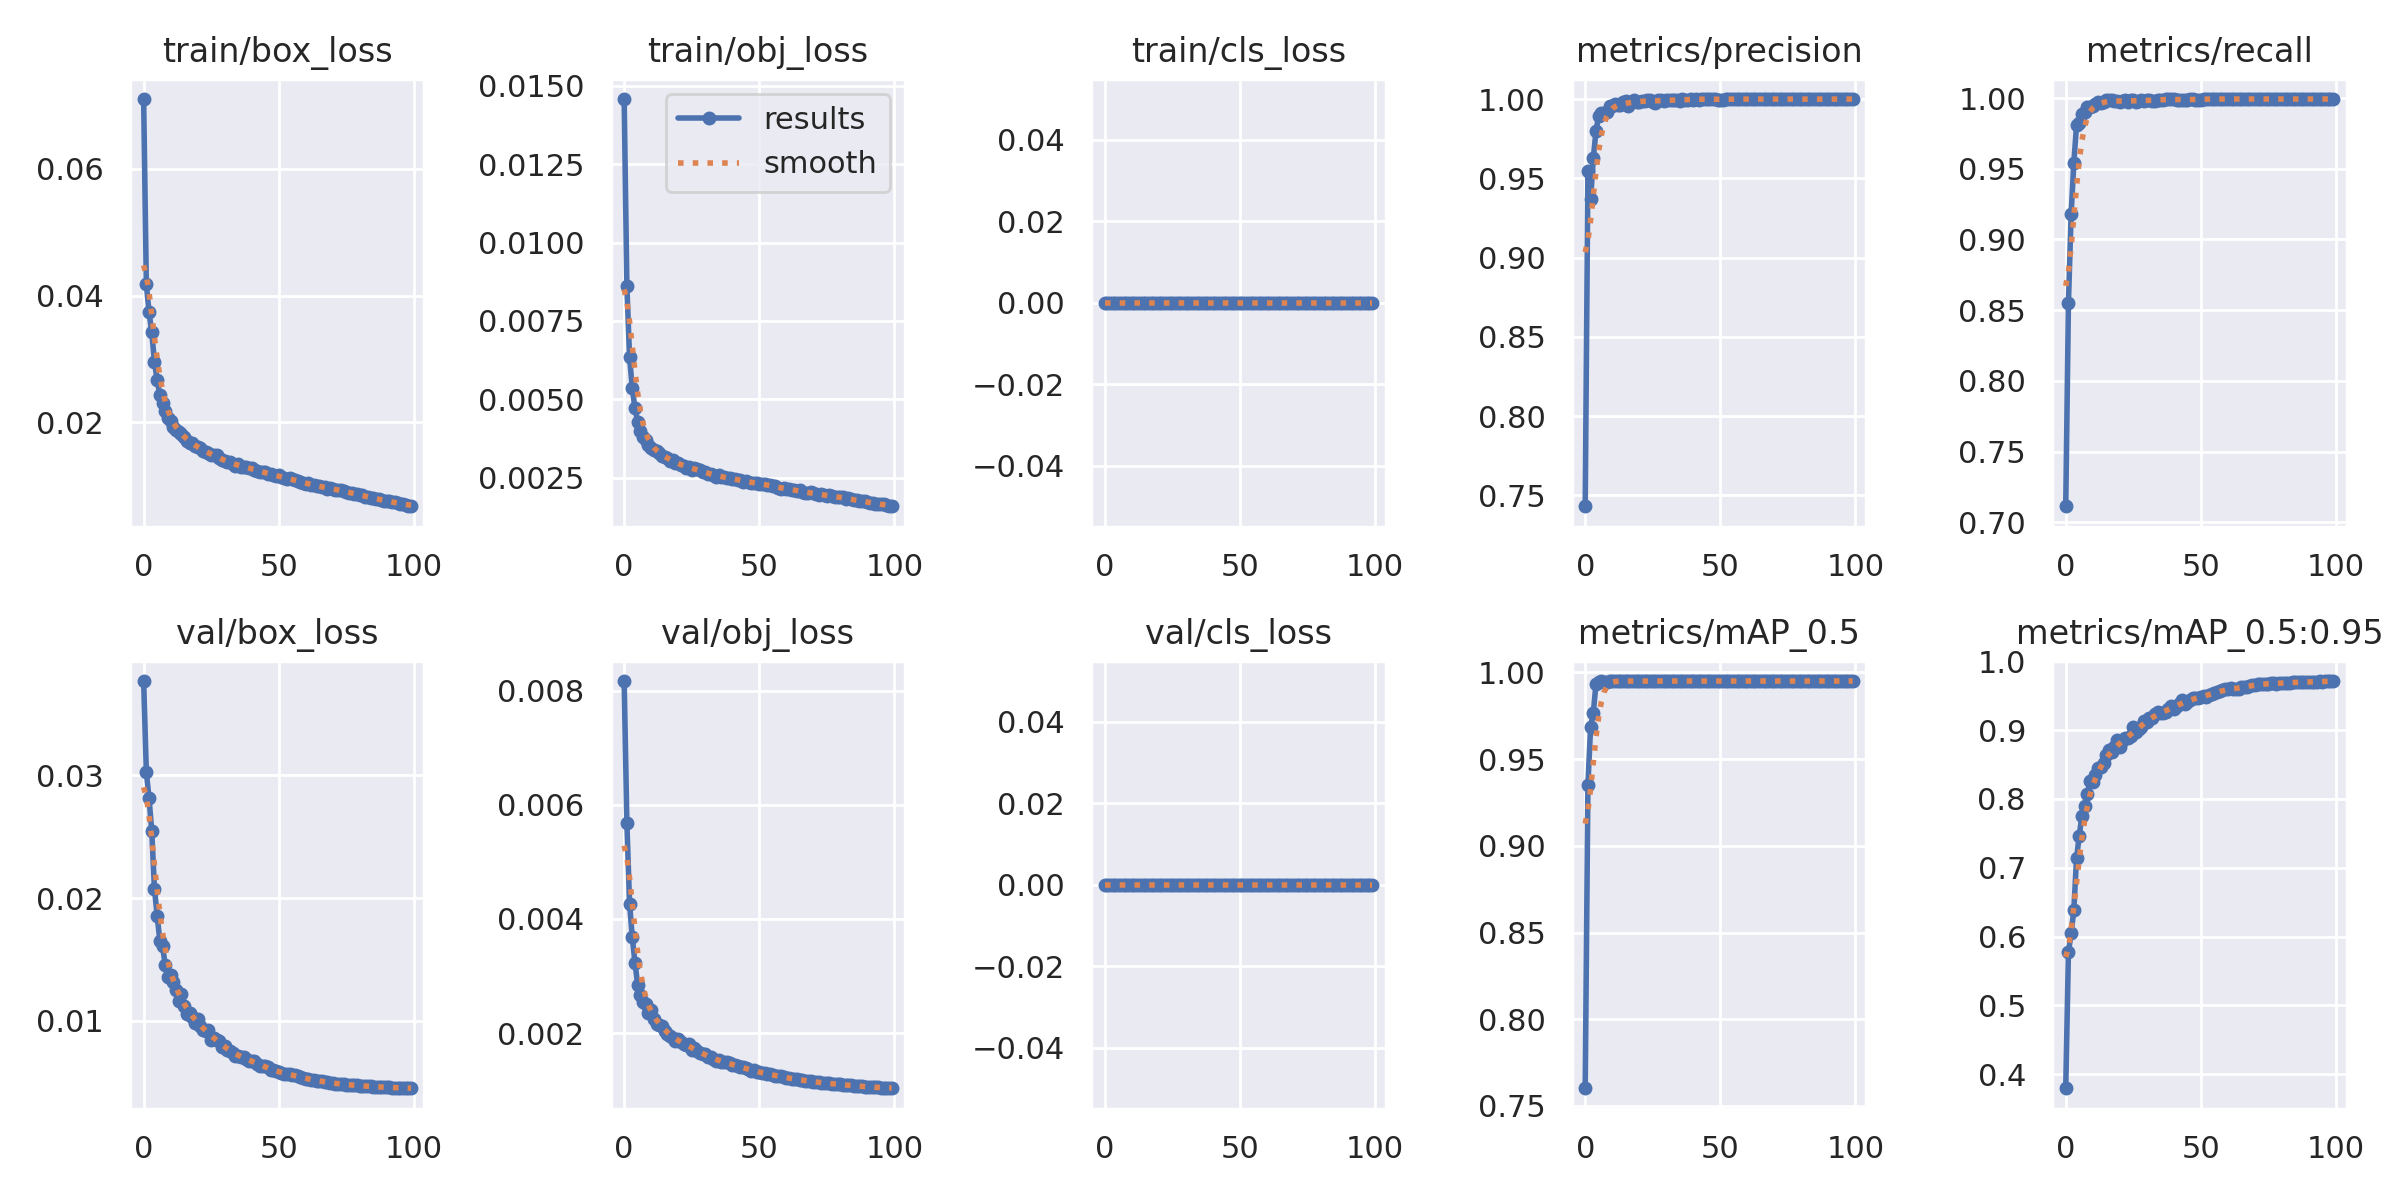 train/box_loss
0.06
0.04
0.02
0 50 100
train/obj_loss
results
smooth
0.0150
0.0125
0.0100
0.0075
0.0050
0.0025
0 50 100
train/cls_loss
0.04
0.02
0.00
−0.02
−0.04
0 50 100
metrics/precision
1.00
0.95
0.90
0.85
0.80
0.75
0 50 100
metrics/recall
1.00
0.95
0.90
0.85
0.80
0.75
0.70
0 50 100
val/box_loss
0.03
0.02
0.01
0 50 100
val/obj_loss
0.008
0.006
0.004
0.002
0 50 100
val/cls_loss
0.04
0.02
0.00
−0.02
−0.04
0 50 100
metrics/mAP_0.5
1.00
0.95
0.90
0.85
0.80
0.75
0 50 100
metrics/mAP_0.5:0.95
1.0
0.9
0.8
0.7
0.6
0.5
0.4
0 50 100